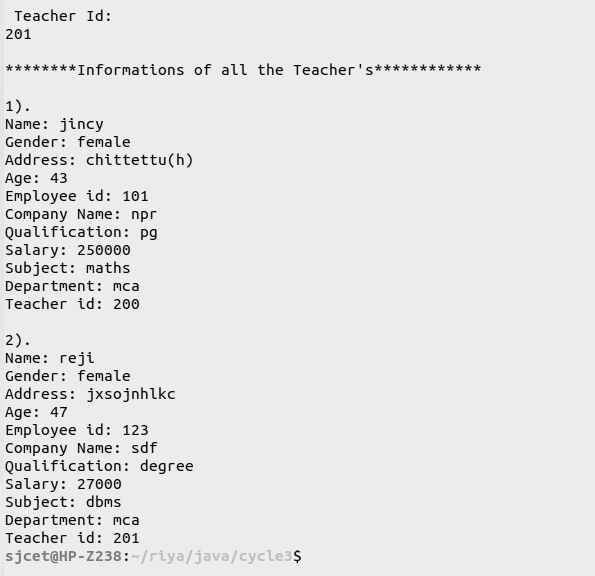 Teacher Id:
201
********Informations of all the Teacher's************
1).
Name: jincy
Gender: female
Address: chittettu(h)
Age: 43
Employee id: 101
Company Name: npr
Qualification: pg
Salary: 250000
Subject: maths
Department: mca
Teacher id: 200
2).
Name: reji
Gender: female
Address: jxsojnhlkc
Age: 47
Employee id: 123
Company Name: sdf
Qualification: degree
Salary: 27000
Subject: dbms
Department: mca
Teacher id: 201
sjcet@HP-Z238:~/riya/java/cycle3$